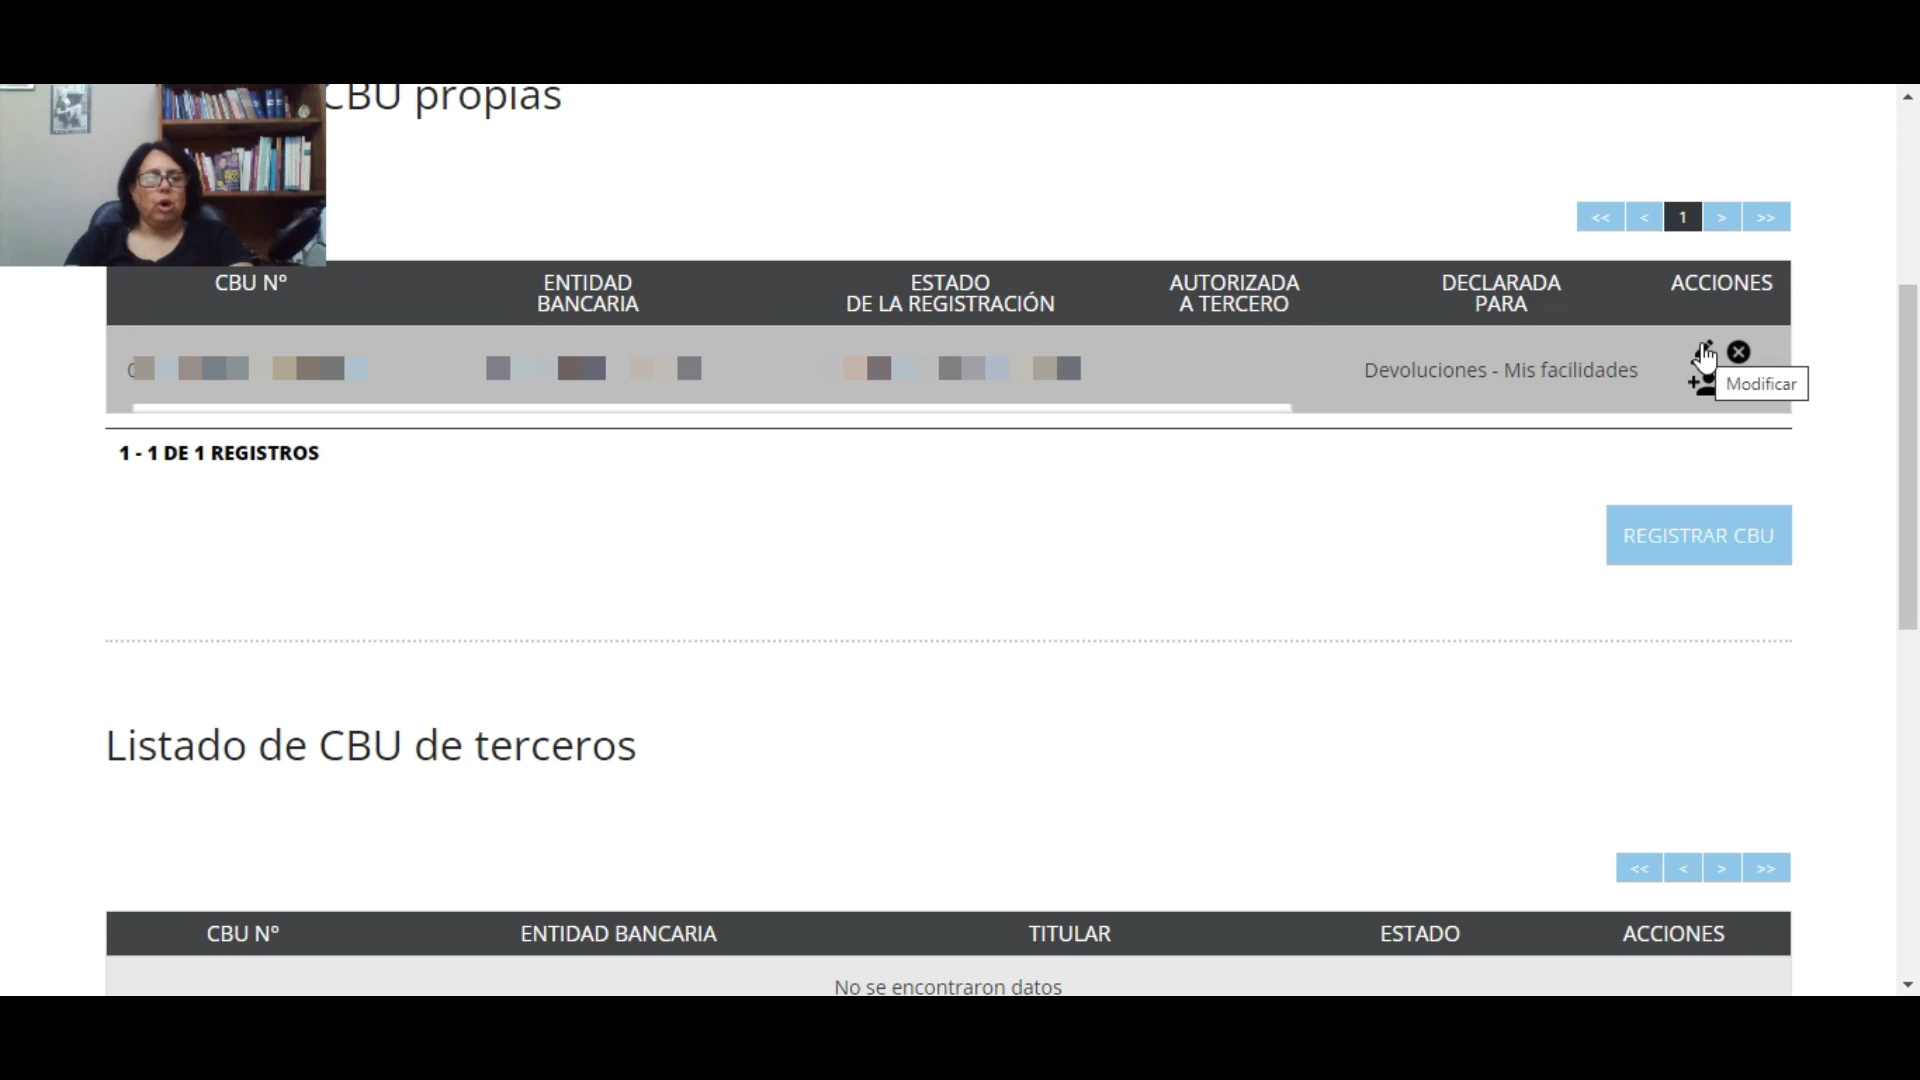 CBU propias
<< < 1 > >>
CBU Nº ENTIDAD BANCARIA ESTADO DE LA REGISTRACIÓN AUTORIZADA A TERCERO DECLARADA PARA ACCIONES
Devoluciones - Mis facilidades
Modificar
1 - 1 DE 1 REGISTROS
REGISTRAR CBU
Listado de CBU de terceros
<< < > >>
CBU Nº ENTIDAD BANCARIA TITULAR ESTADO ACCIONES
No se encontraron datos